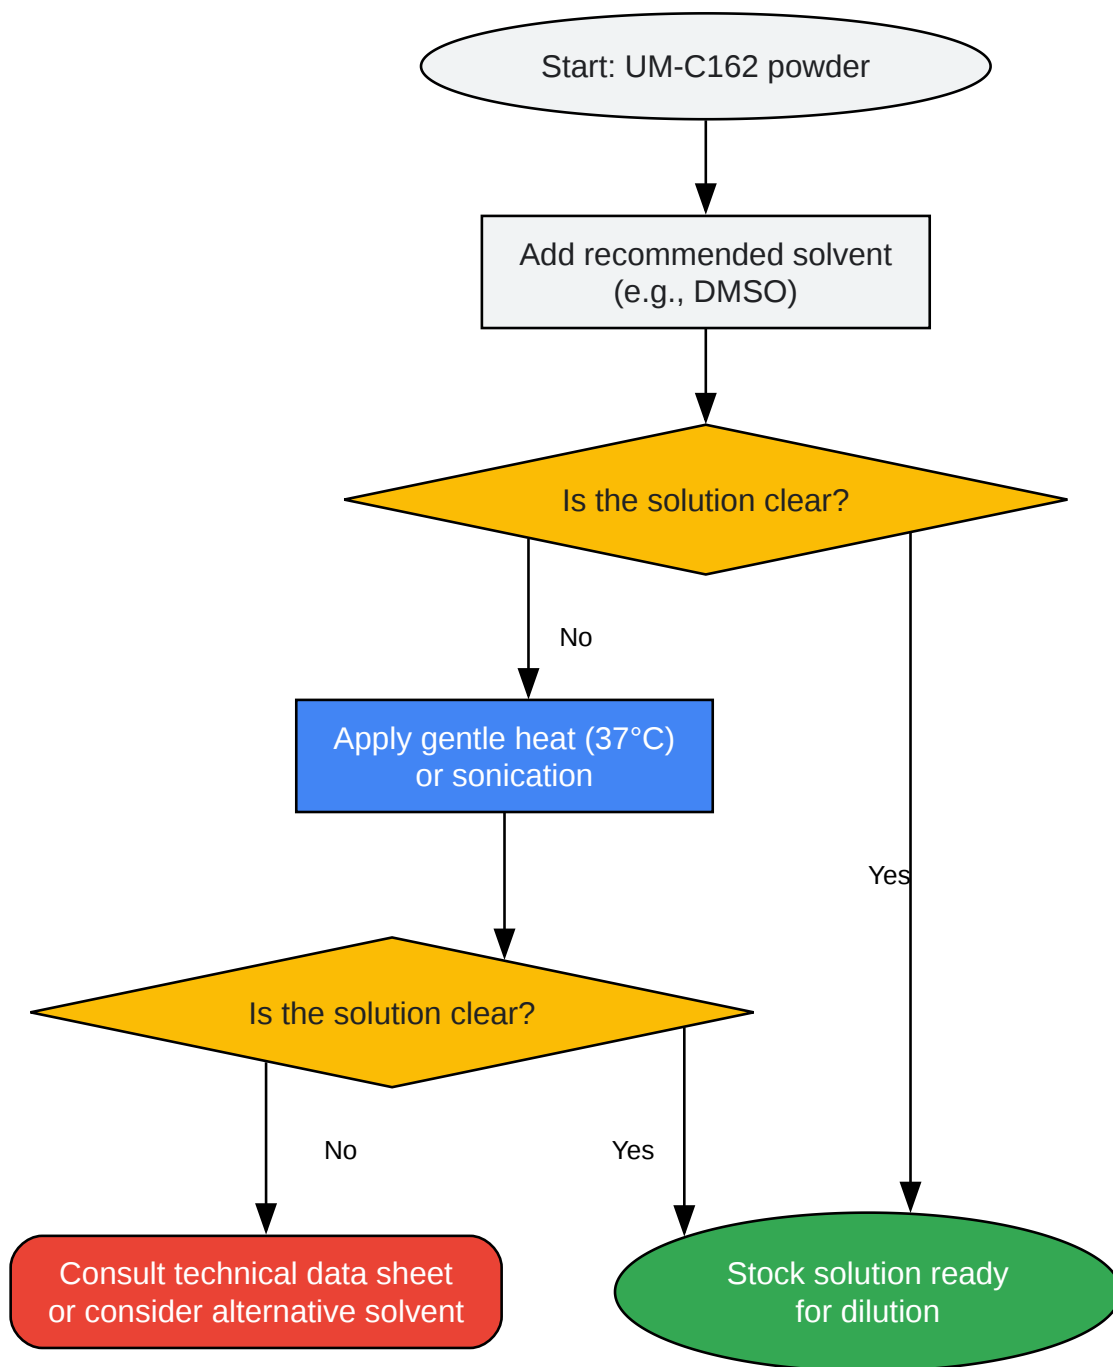 Start: UM-C162 powder
Add recommended solvent
(e.g., DMSO)
Is the solution clear?
No
Apply gentle heat (37°C)
or sonication
Yes
Is the solution clear?
No
Yes
Consult technical data sheet
or consider alternative solvent
Stock solution ready
for dilution